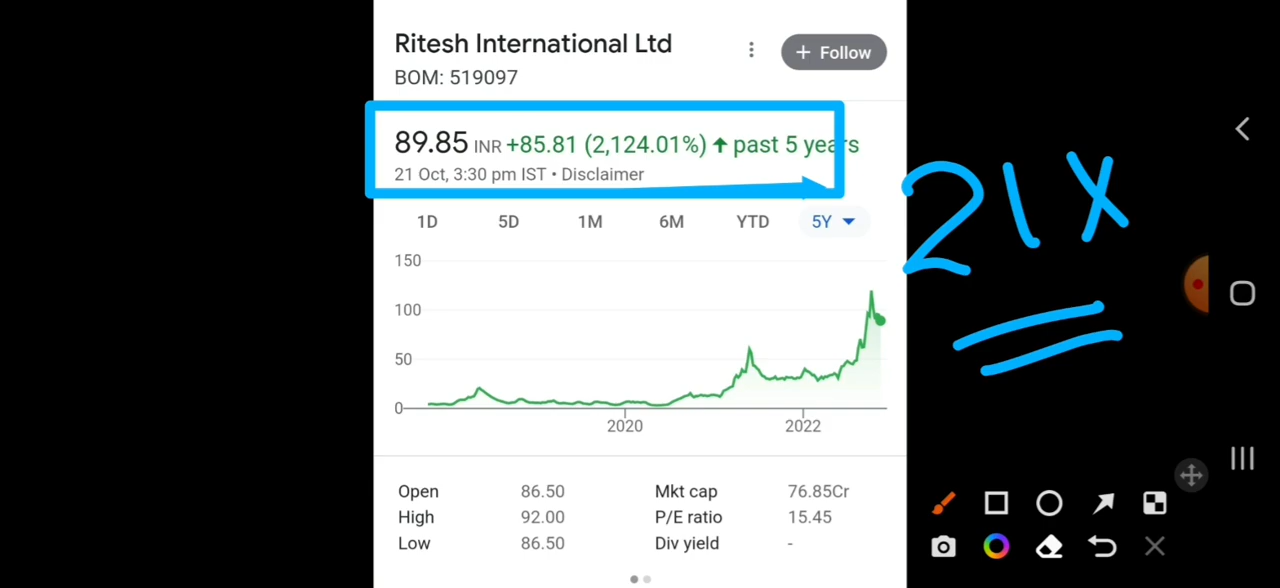 Ritesh International Ltd
+ Follow
BOM: 519097
89.85 INR +85.81 (2,124.01%) ↑ past 5 years
21 Oct, 3:30 pm IST • Disclaimer
21X
1D 5D 1M 6M YTD 5Y
150
100
50
0
2020 2022
Open 86.50 Mkt cap 76.85Cr
High 92.00 P/E ratio 15.45
Low 86.50 Div yield -